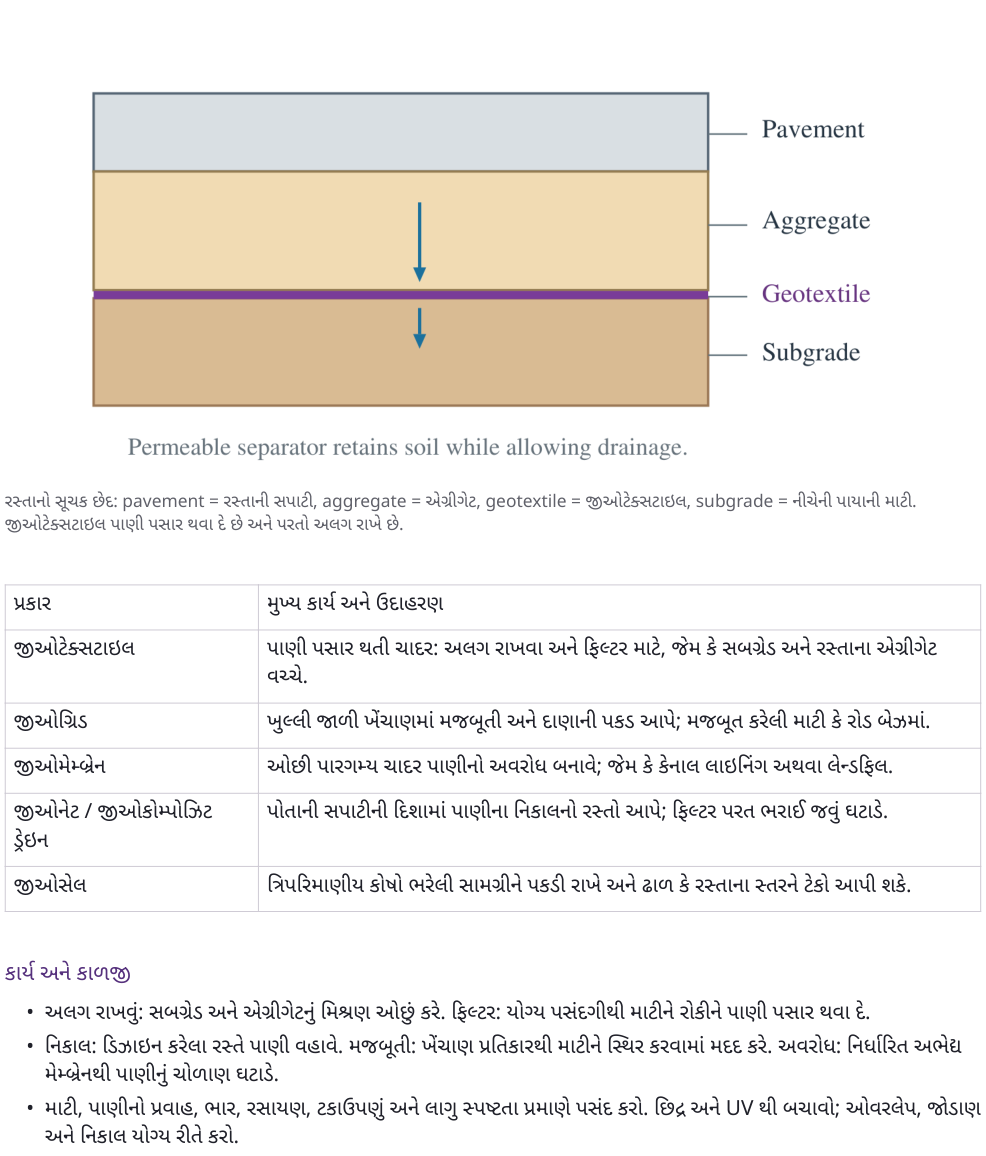 Pavement
Aggregate
Geotextile
Subgrade
Permeable separator retains soil while allowing drainage.
રસ્તાનો સૂચક છેદ: pavement = રસ્તાની સપાટી, aggregate = એગ્રીગેટ, geotextile = જીઓટેક્સટાઇલ, subgrade = નીચેની પાયાની માટી.
જીઓટેક્સટાઇલ પાણી પસાર થવા દે છે અને પરતો અલગ રાખે છે.
પ્રકાર
મુખ્ય કાર્ય અને ઉદાહરણ
જીઓટેક્સટાઇલ
પાણી પસાર થતી ચાદર: અલગ રાખવા અને ફિલ્ટર માટે, જેમ કે સબગ્રેડ અને રસ્તાના એગ્રીગેટ
વચ્ચે.
જીઓગ્રિડ
ખુલ્લી જાળી ખેંચાણમાં મજબૂતી અને દાણાની પકડ આપે; મજબૂત કરેલી માટી કે રોડ બેઝમાં.
જીઓમેમ્બ્રેન
ઓછી પારગમ્ય ચાદર પાણીનો અવરોધ બનાવે; જેમ કે કેનાલ લાઇનિંગ અથવા લેન્ડફિલ.
જીઓનેટ / જીઓકોમ્પોઝિટ
ડ્રેઇન
પોતાની સપાટીની દિશામાં પાણીના નિકાલનો રસ્તો આપે; ફિલ્ટર પરત ભરાઈ જવું ઘટાડે.
જીઓસેલ
ત્રિપરિમાણીય કોષો ભરેલી સામગ્રીને પકડી રાખે અને ઢાળ કે રસ્તાના સ્તરને ટેકો આપી શકે.
કાર્ય અને કાળજી
• અલગ રાખવું: સબગ્રેડ અને એગ્રીગેટનું મિશ્રણ ઓછું કરે. ફિલ્ટર: યોગ્ય પસંદગીથી માટીને રોકીને પાણી પસાર થવા દે.
• નિકાલ: ડિઝાઇન કરેલા રસ્તે પાણી વહાવે. મજબૂતી: ખેંચાણ પ્રતિકારથી માટીને સ્થિર કરવામાં મદદ કરે. અવરોધ: નિર્ધારિત અભેદ્ય
મેમ્બ્રેનથી પાણીનું ચોળાણ ઘટાડે.
• માટી, પાણીનો પ્રવાહ, ભાર, રસાયણ, ટકાઉપણું અને લાગુ સ્પષ્ટતા પ્રમાણે પસંદ કરો. છિદ્ર અને UV થી બચાવો; ઓવરલેપ, જોડાણ
અને નિકાલ યોગ્ય રીતે કરો.